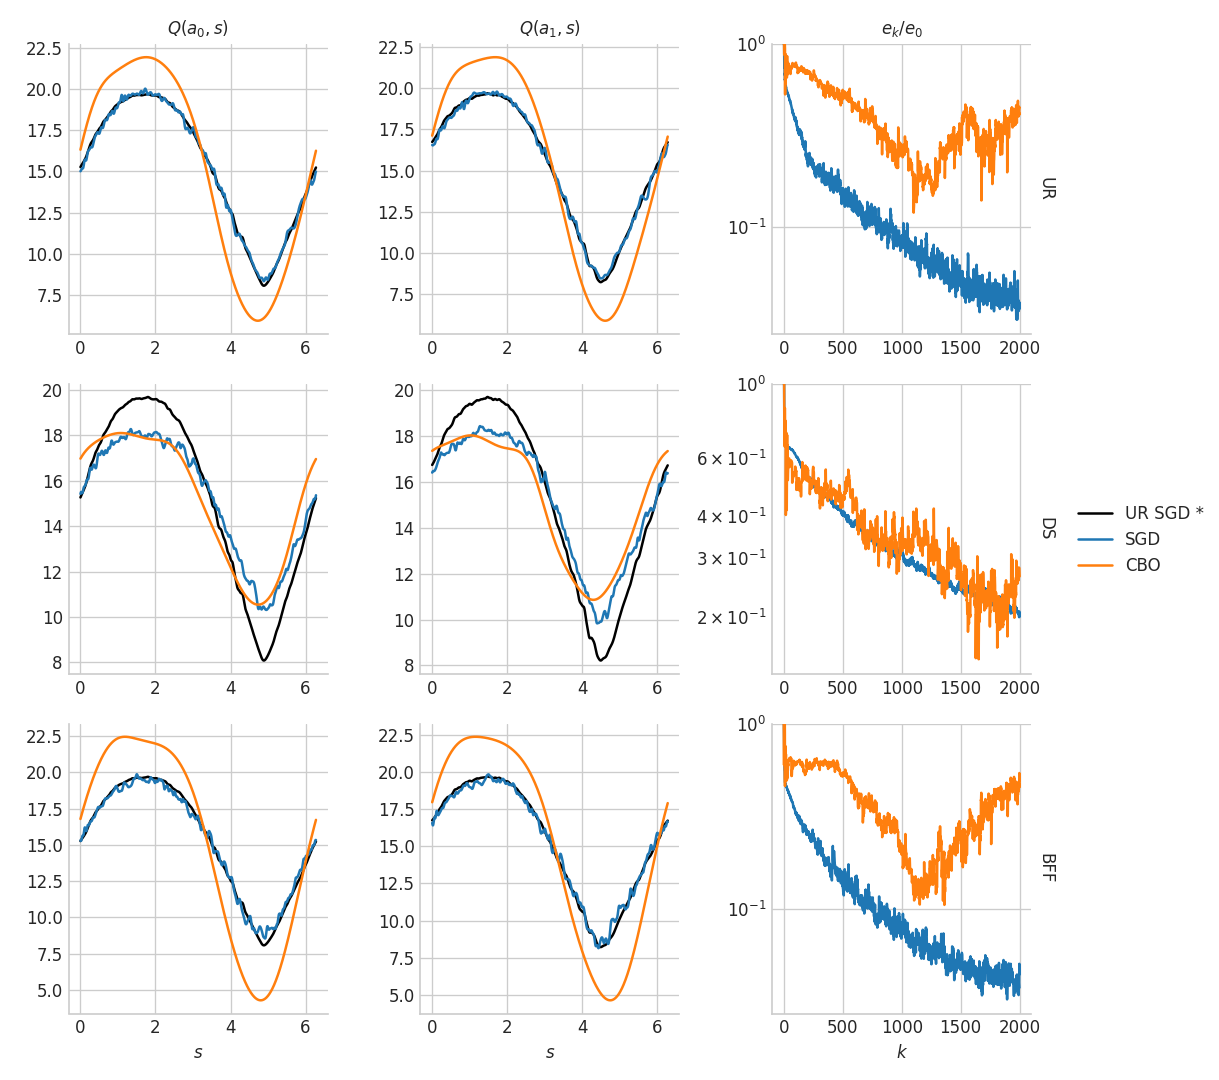 Q(a₀, s) Q(a₁, s) eₖ/e₀
22.5 22.5 10⁰
20.0 20.0
17.5 17.5
15.0 15.0
12.5 12.5 10⁻¹
10.0 10.0
7.5 7.5
0 2 4 6 0 2 4 6 0 500 1000 1500 2000
UR
20 20 10⁰
18 18 6 × 10⁻¹
16 16 4 × 10⁻¹
14 14 3 × 10⁻¹
12 12 2 × 10⁻¹
10 10
8 8
0 2 4 6 0 2 4 6 0 500 1000 1500 2000
DS
UR SGD *
SGD
CBO
22.5 22.5 10⁰
20.0 20.0
17.5 17.5
15.0 15.0
12.5 12.5 10⁻¹
10.0 10.0
7.5 7.5
5.0 5.0
0 2 4 6 0 2 4 6 0 500 1000 1500 2000
BFF
s s k